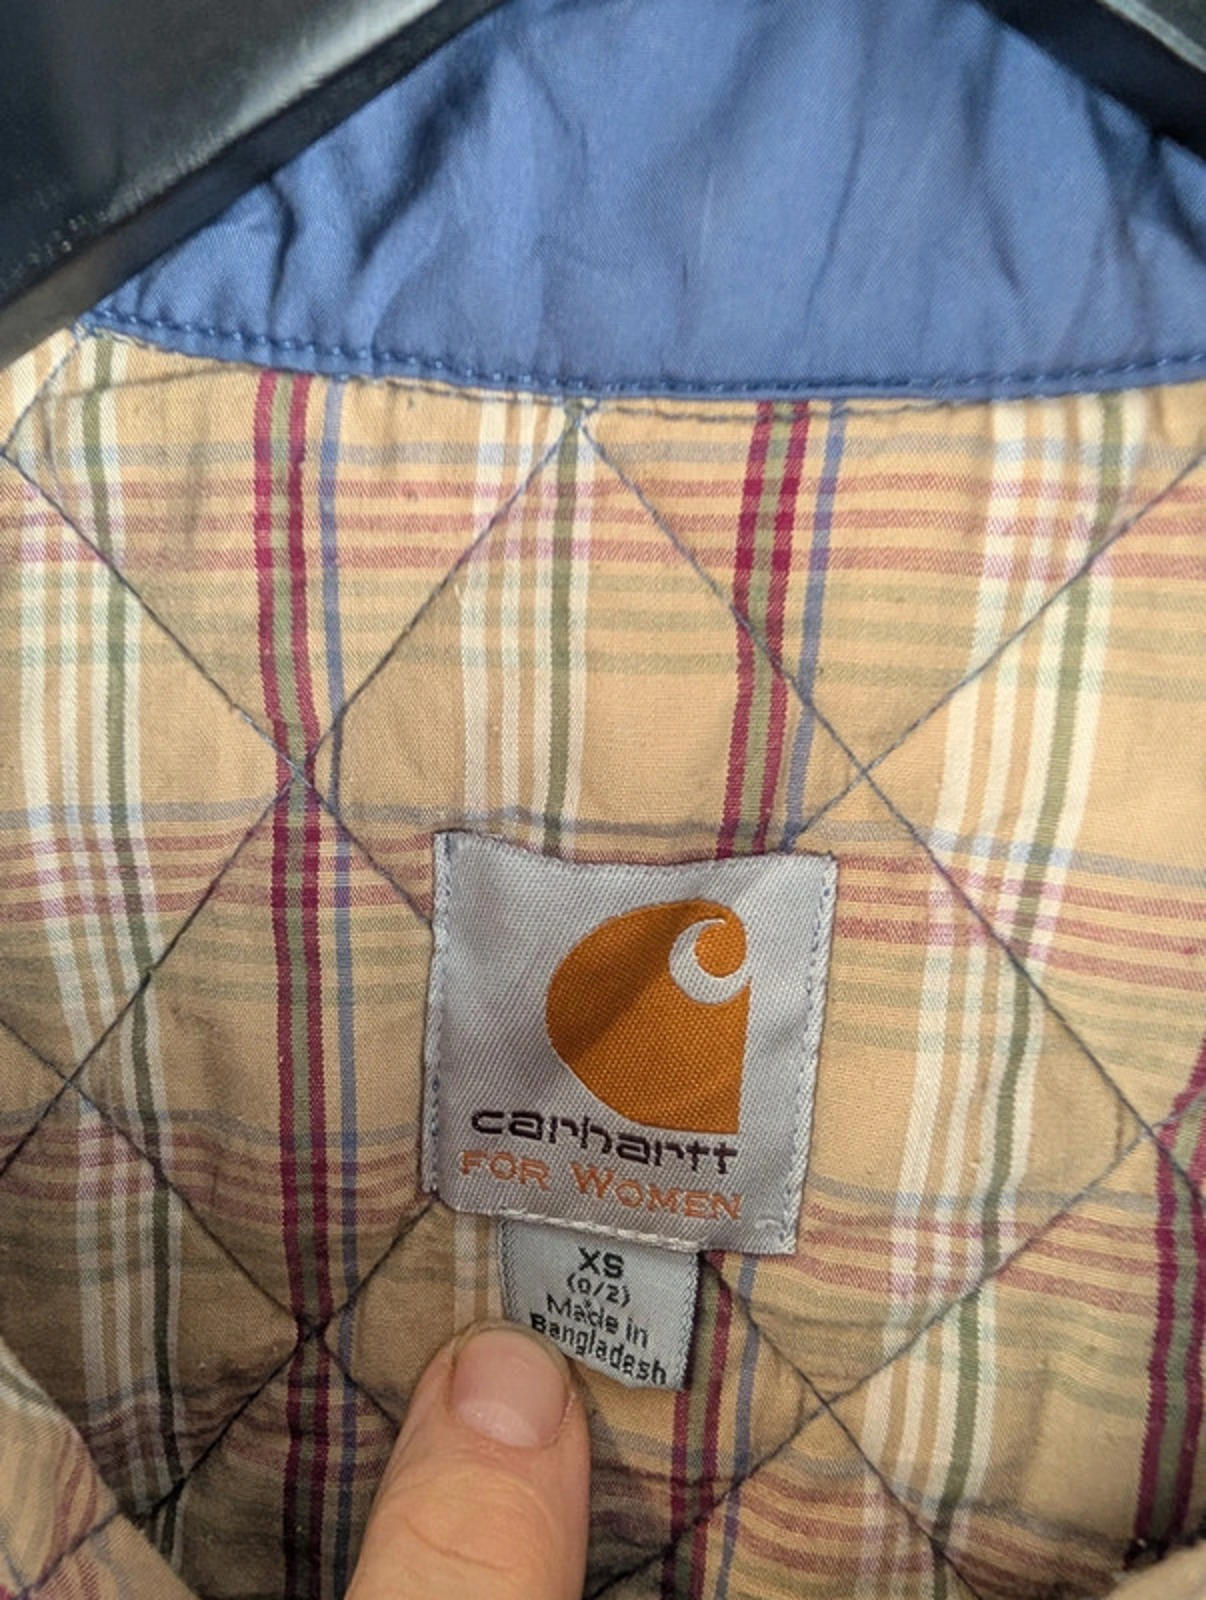 carhartt
FOR WOMEN
XS
(0/2)
Made in
Bangladesh